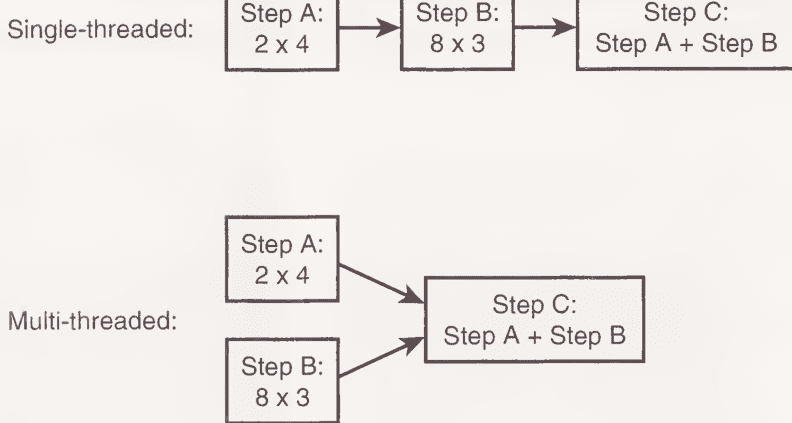 Single-threaded:
Step A:
2 x 4
Step B:
8 x 3
Step C:
Step A + Step B
Multi-threaded:
Step A:
2 x 4
Step B:
8 x 3
Step C:
Step A + Step B